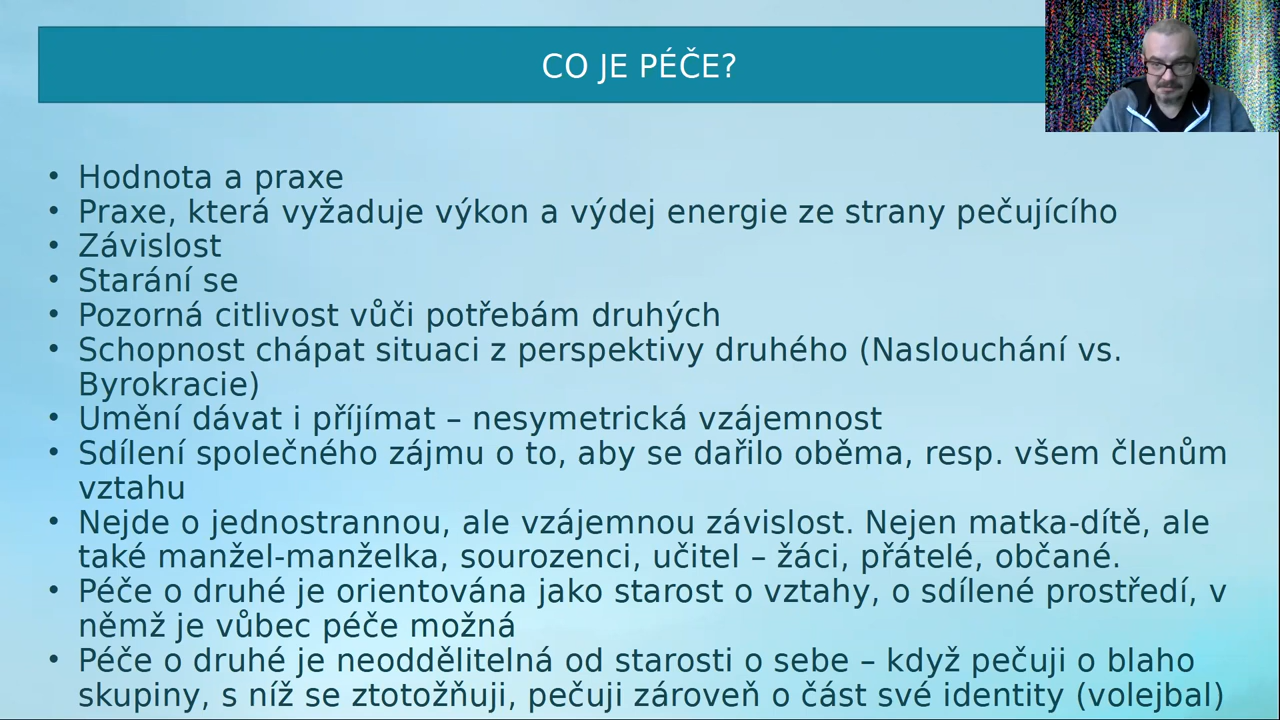 CO JE PÉČE?
• Hodnota a praxe
• Praxe, která vyžaduje výkon a výdej energie ze strany pečujícího
• Závislost
• Starání se
• Pozorná citlivost vůči potřebám druhých
• Schopnost chápat situaci z perspektivy druhého (Naslouchání vs.
Byrokracie)
• Umění dávat i příjímat – nesymetrická vzájemnost
• Sdílení společného zájmu o to, aby se dařilo oběma, resp. všem členům
vztahu
• Nejde o jednostrannou, ale vzájemnou závislost. Nejen matka-dítě, ale
také manžel-manželka, sourozenci, učitel – žáci, přátelé, občané.
• Péče o druhé je orientována jako starost o vztahy, o sdílené prostředí, v
němž je vůbec péče možná
• Péče o druhé je neoddělitelná od starosti o sebe – když pečuji o blaho
skupiny, s níž se ztotožňuji, pečuji zároveň o část své identity (volejbal)